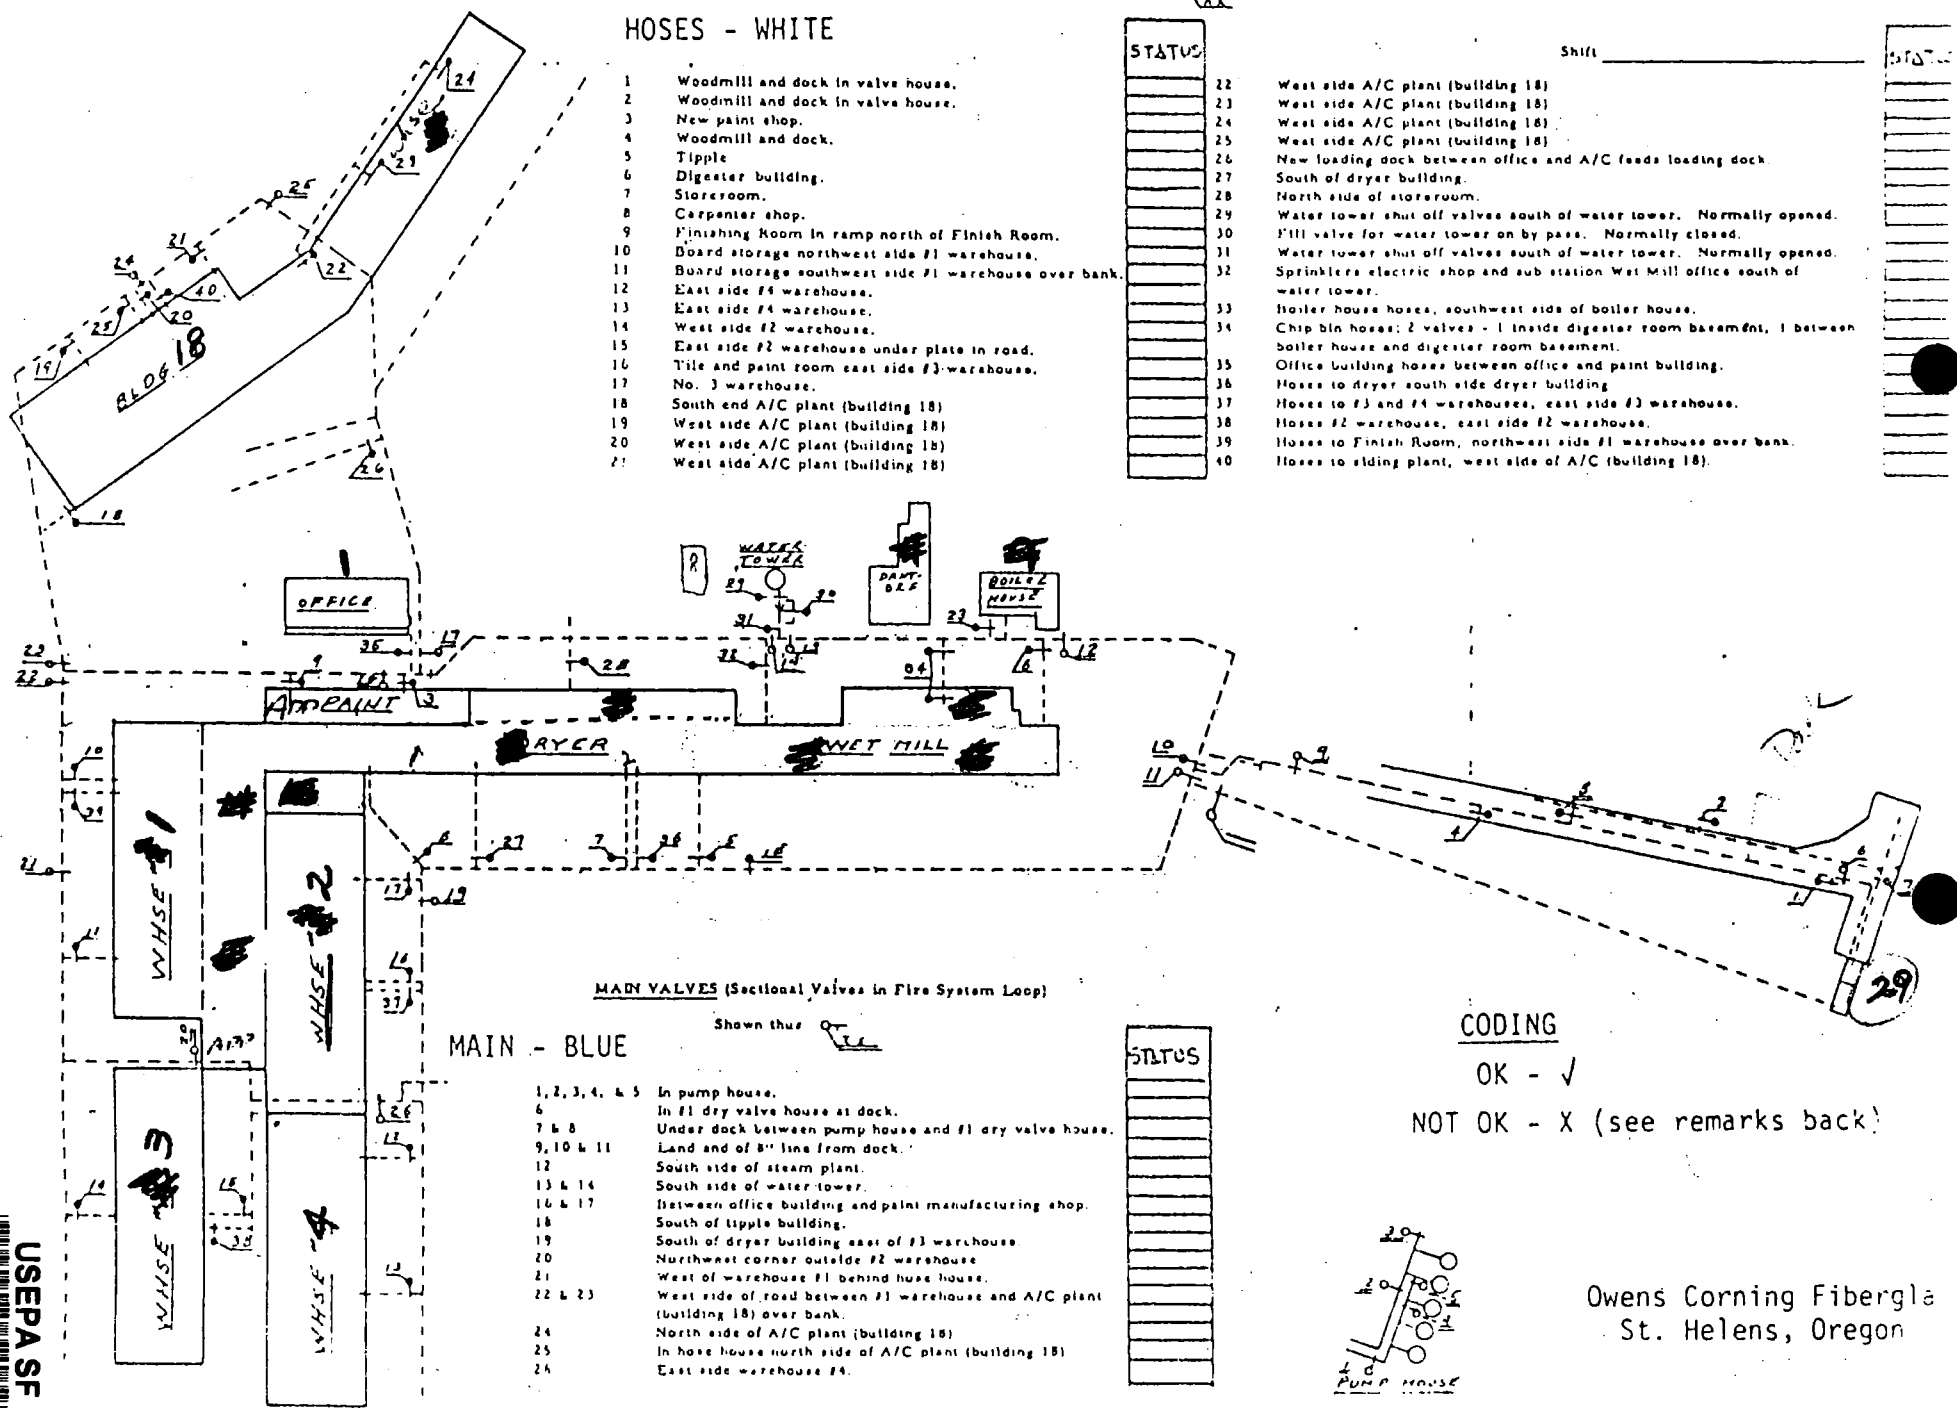 HOSES - WHITE
STATUS
1 Woodmill and dock in valve house.
2 Woodmill and dock in valve house.
3 New paint shop.
4 Woodmill and dock.
5 Tipple
6 Digester building.
7 Storeroom.
8 Carpenter shop.
9 Finishing Room in ramp north of Finish Room.
10 Board storage northwest side #1 warehouse.
11 Board storage southwest side #1 warehouse over bank.
12 East side #4 warehouse.
13 East side #4 warehouse.
14 West side #2 warehouse.
15 East side #2 warehouse under plate in road.
16 Tile and paint room east side #3 warehouse.
17 No. 3 warehouse.
18 South end A/C plant (building 18)
19 West side A/C plant (building 18)
20 West side A/C plant (building 18)
21 West side A/C plant (building 18)
Shift
22 West side A/C plant (building 18)
23 West side A/C plant (building 18)
24 West side A/C plant (building 18)
25 West side A/C plant (building 18)
26 New loading dock between office and A/C feeds loading dock.
27 South of dryer building.
28 North side of storeroom.
29 Water tower shut off valves south of water tower. Normally opened.
30 Fill valve for water tower on by pass. Normally closed.
31 Water tower shut off valves south of water tower. Normally opened.
32 Sprinklers electric shop and sub station Wet Mill office south of
water tower.
33 Boiler house hoses, southwest side of boiler house.
34 Chip bin hoses; 2 valves - 1 inside digester room basement, 1 between
boiler house and digester room basement.
35 Office building hoses between office and paint building.
36 Hoses to dryer south side dryer building
37 Hoses to #3 and #4 warehouses, east side #3 warehouse.
38 Hoses #2 warehouse, east side #2 warehouse.
39 Hoses to Finish Room, northwest side #1 warehouse over bank.
40 Hoses to siding plant, west side of A/C (building 18).
BLDG 18
1
OFFICE
WATER
TOWER
BOILER
HOUSE
PAINT
DRYER
WET MILL
WHSE #1
WHSE #2
WHSE #3
WHSE #4
29
MAIN VALVES (Sectional Valves in Fire System Loop)
Shown thus
MAIN - BLUE
STATUS
1, 2, 3, 4, & 5 In pump house.
6 In #1 dry valve house at dock.
7 & 8 Under dock between pump house and #1 dry valve house.
9, 10 & 11 Land end of 8" line from dock.
12 South side of steam plant.
13 & 14 South side of water tower.
16 & 17 Between office building and paint manufacturing shop.
18 South of tipple building.
19 South of dryer building east of #3 warehouse.
20 Northwest corner outside #2 warehouse
21 West of warehouse #1 behind hose house.
22 & 23 West side of road between #1 warehouse and A/C plant
(building 18) over bank.
24 North side of A/C plant (building 18)
25 In hose house north side of A/C plant (building 18)
26 East side warehouse #4.
CODING
OK - √
NOT OK - X (see remarks back)
PUMP HOUSE
Owens Corning Fibergla
St. Helens, Oregon
USEPA SF